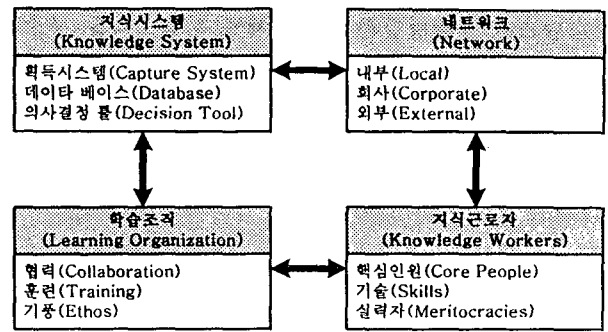 지식시스템
(Knowledge System)
획득시스템(Capture System)
데이타 베이스(Database)
의사결정 툴(Decision Tool)
네트워크
(Network)
내부(Local)
회사(Corporate)
외부(External)
학습조직
(Learning Organization)
협력(Collaboration)
훈련(Training)
기풍(Ethos)
지식근로자
(Knowledge Workers)
핵심인원(Core People)
기술(Skills)
실력자(Meritocracies)